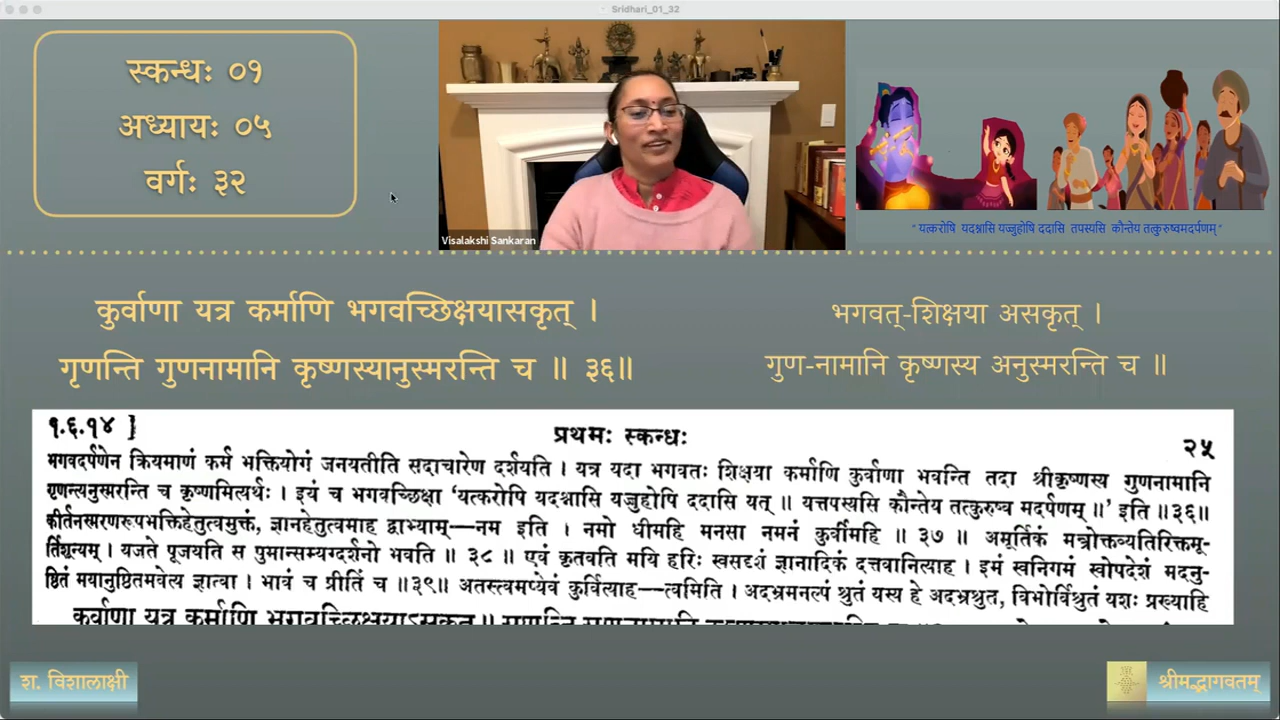 Sridhari_01_32
स्कन्धः ०१
अध्यायः ०५
वर्गः ३२
Visalakshi Sankaran
" यत्करोषि यदश्नासि यज्जुहोषि ददासि तपस्यसि कौन्तेय तत्कुरुष्वमदर्पणम् "
कुर्वाणा यत्र कर्माणि भगवच्छिक्षयासकृत् ।
गृणन्ति गुणनामानि कृष्णस्यानुस्मरन्ति च ॥ ३६॥
भगवत्-शिक्षया असकृत् ।
गुण-नामानि कृष्णस्य अनुस्मरन्ति च ॥
१.६.१४ ]
प्रथमः स्कन्धः
२५
भगवदर्पणेन क्रियमाणं कर्म भक्तियोगं जनयतीति सदाचारेण दर्शयति । यत्र यदा भगवतः शिक्षया कर्माणि कुर्वाणा भवन्ति तदा श्रीकृष्णस्य गुणनामानि
गृणन्त्यनुस्मरन्ति च कृष्णमित्यर्थः । इयं च भगवच्छिक्षा 'यत्करोषि यदश्नासि यज्जुहोषि ददासि यत् ॥ यत्तपस्यसि कौन्तेय तत्कुरुष्व मदर्पणम् ॥' इति ॥३६॥
कीर्तनस्मरणरूपभक्तिहेतुत्वमुक्तं, ज्ञानहेतुत्वमाह द्वाभ्याम्—नम इति । नमो धीमहि मनसा नमनं कुर्वीमहि ॥ ३७ ॥ अमूर्तिकं मन्त्रोक्तव्यतिरिक्तमू-
र्तिशून्यम् । यजते पूजयति स पुमान्सम्यग्दर्शनो भवति ॥ ३८ ॥ एवं कृतवति मयि हरिः स्वसदृशं ज्ञानादिकं दत्तवानित्याह । इमं स्वनिगमं स्वोपदेशं मदनु-
ष्ठितं मयानुष्ठितमवेत्य ज्ञात्वा । भावं च प्रीतिं च ॥३९॥ अतस्त्वमप्येवं कुर्वित्याह—त्वमिति । अदभ्रमनल्पं श्रुतं यस्य हे अदभ्रश्रुत, विभोर्विश्रुतं यशः प्रख्याहि
कुर्वाणा यत्र कर्माणि भगवच्छिक्षयाऽसकृत्॥
श. विशालाक्षी
श्रीमद्भागवतम्